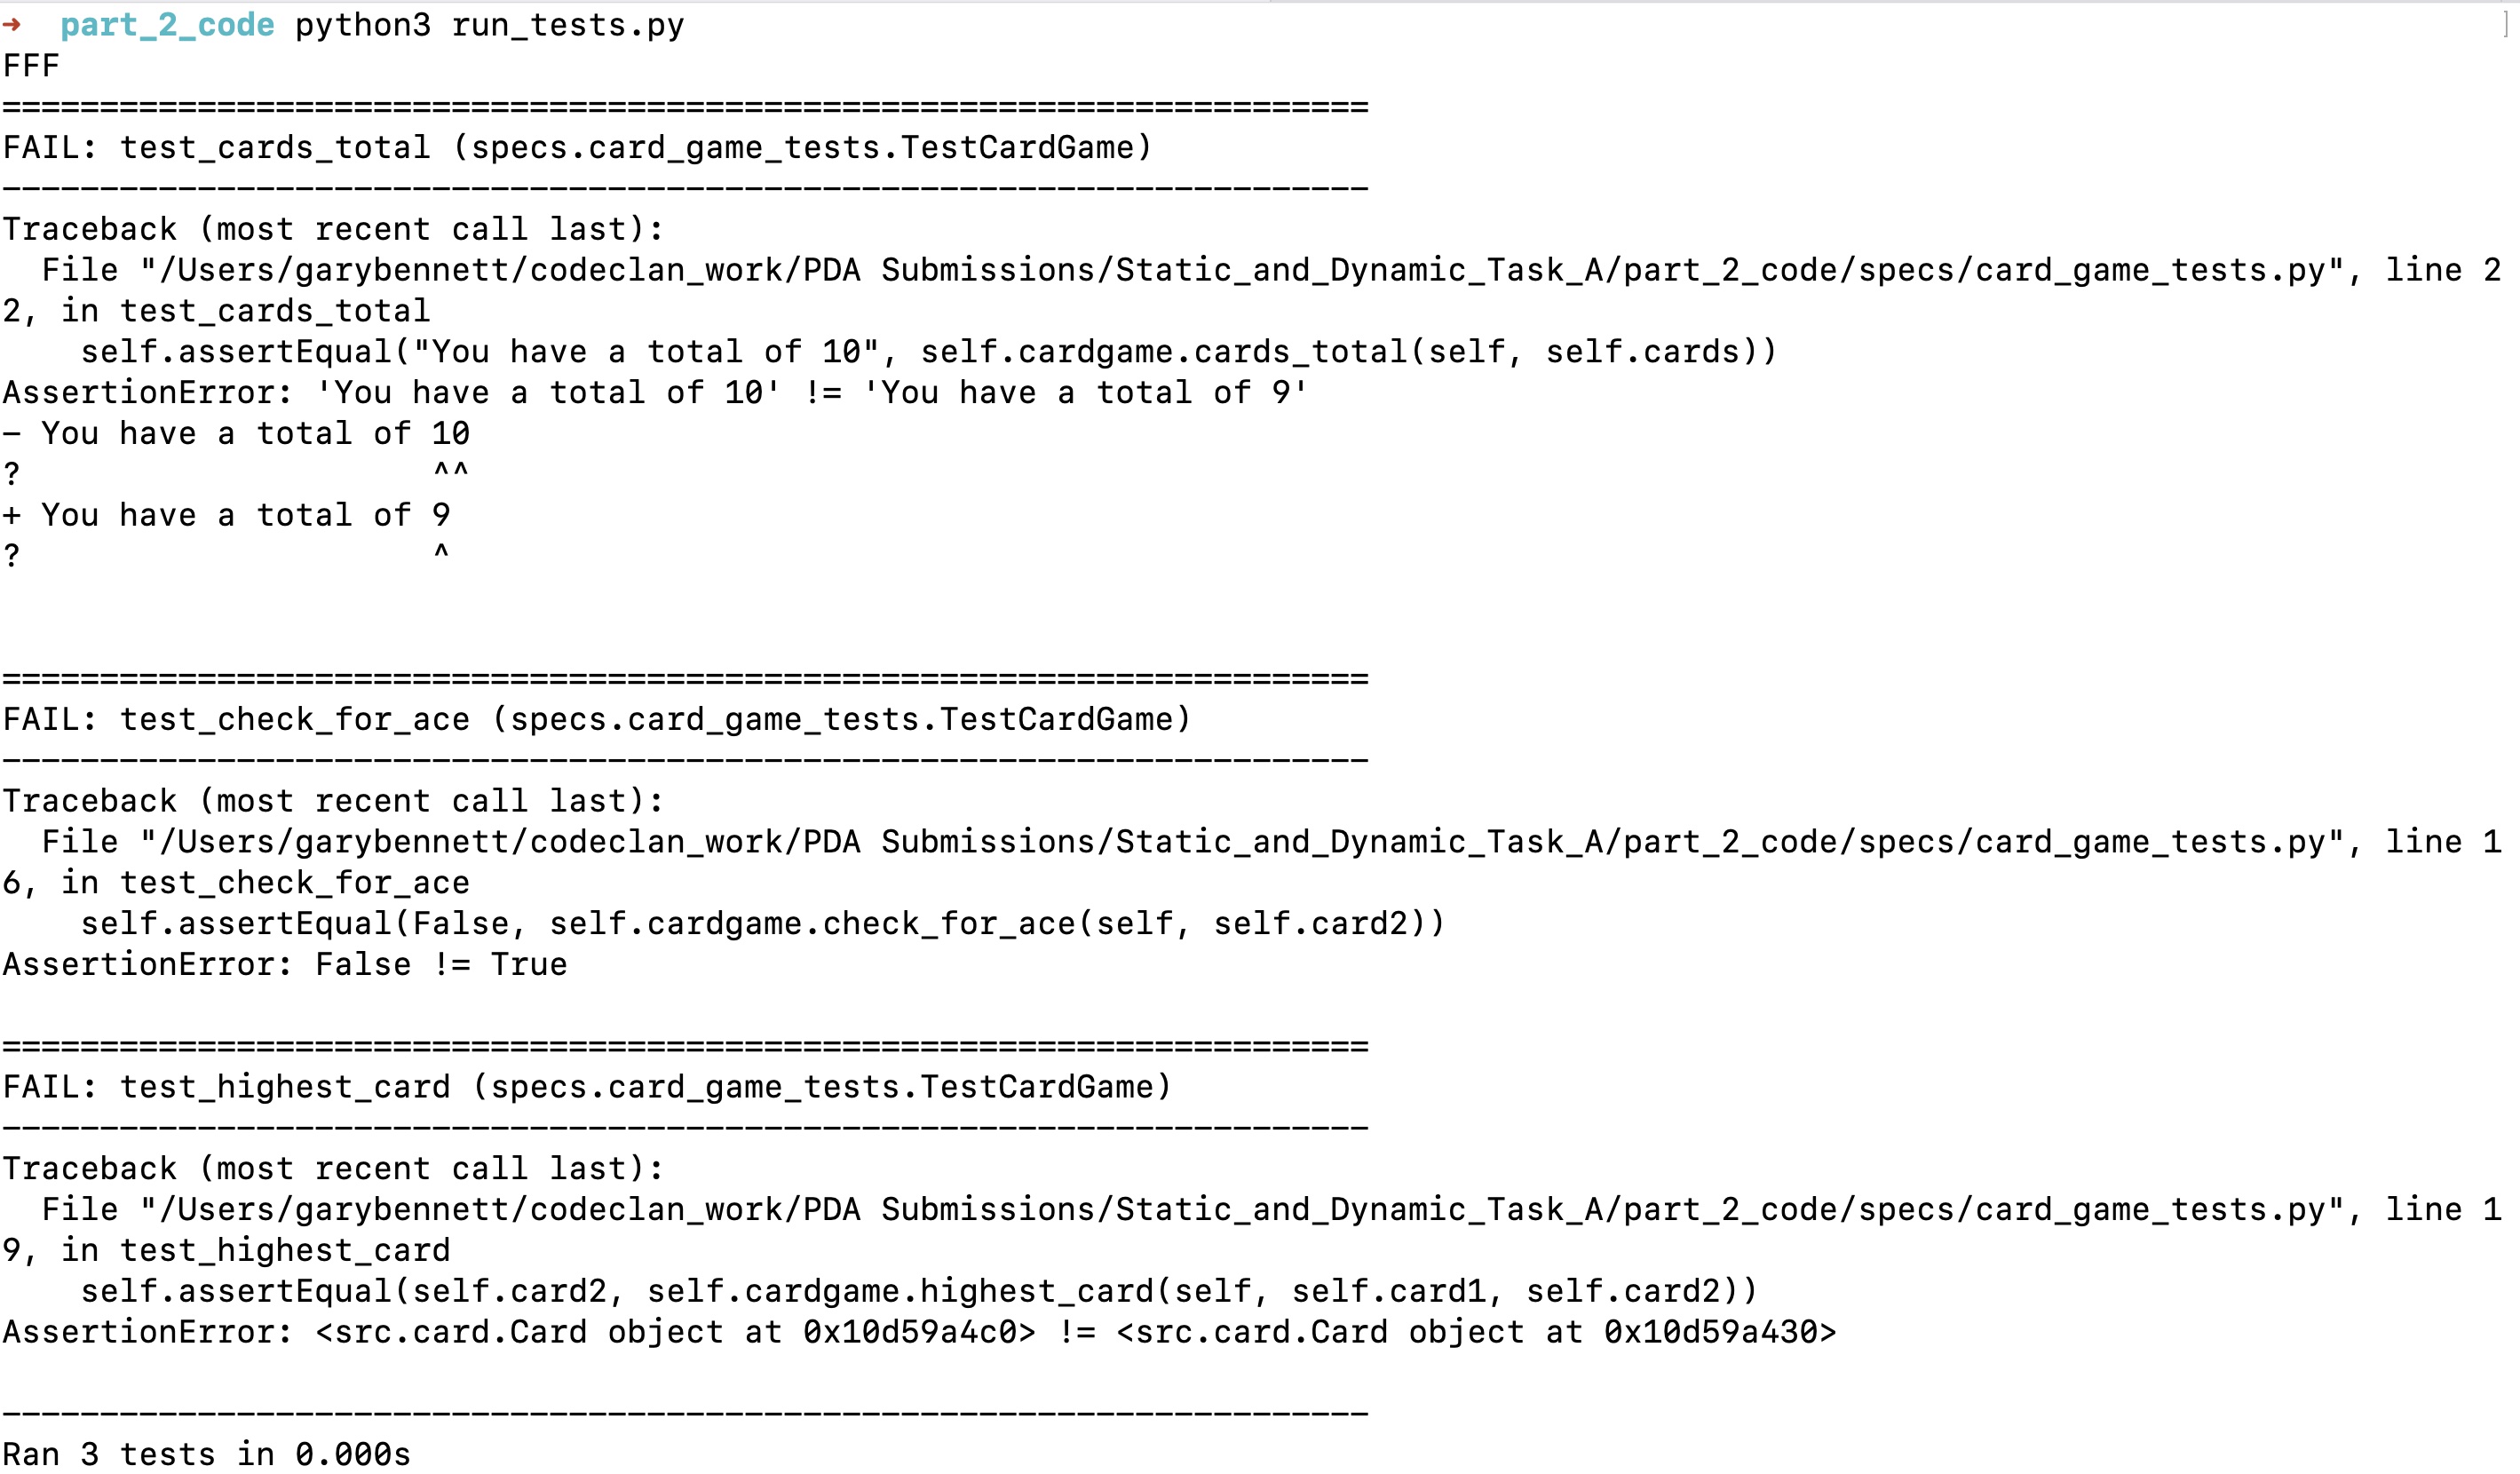 → part_2_code python3 run_tests.py ]
FFF
======================================================================
FAIL: test_cards_total (specs.card_game_tests.TestCardGame)
----------------------------------------------------------------------
Traceback (most recent call last):
  File "/Users/garybennett/codeclan_work/PDA Submissions/Static_and_Dynamic_Task_A/part_2_code/specs/card_game_tests.py", line 2
2, in test_cards_total
    self.assertEqual("You have a total of 10", self.cardgame.cards_total(self, self.cards))
AssertionError: 'You have a total of 10' != 'You have a total of 9'
- You have a total of 10
?                     ^^
+ You have a total of 9
?                     ^
======================================================================
FAIL: test_check_for_ace (specs.card_game_tests.TestCardGame)
----------------------------------------------------------------------
Traceback (most recent call last):
  File "/Users/garybennett/codeclan_work/PDA Submissions/Static_and_Dynamic_Task_A/part_2_code/specs/card_game_tests.py", line 1
6, in test_check_for_ace
    self.assertEqual(False, self.cardgame.check_for_ace(self, self.card2))
AssertionError: False != True
======================================================================
FAIL: test_highest_card (specs.card_game_tests.TestCardGame)
----------------------------------------------------------------------
Traceback (most recent call last):
  File "/Users/garybennett/codeclan_work/PDA Submissions/Static_and_Dynamic_Task_A/part_2_code/specs/card_game_tests.py", line 1
9, in test_highest_card
    self.assertEqual(self.card2, self.cardgame.highest_card(self, self.card1, self.card2))
AssertionError: <src.card.Card object at 0x10d59a4c0> != <src.card.Card object at 0x10d59a430>
----------------------------------------------------------------------
Ran 3 tests in 0.000s